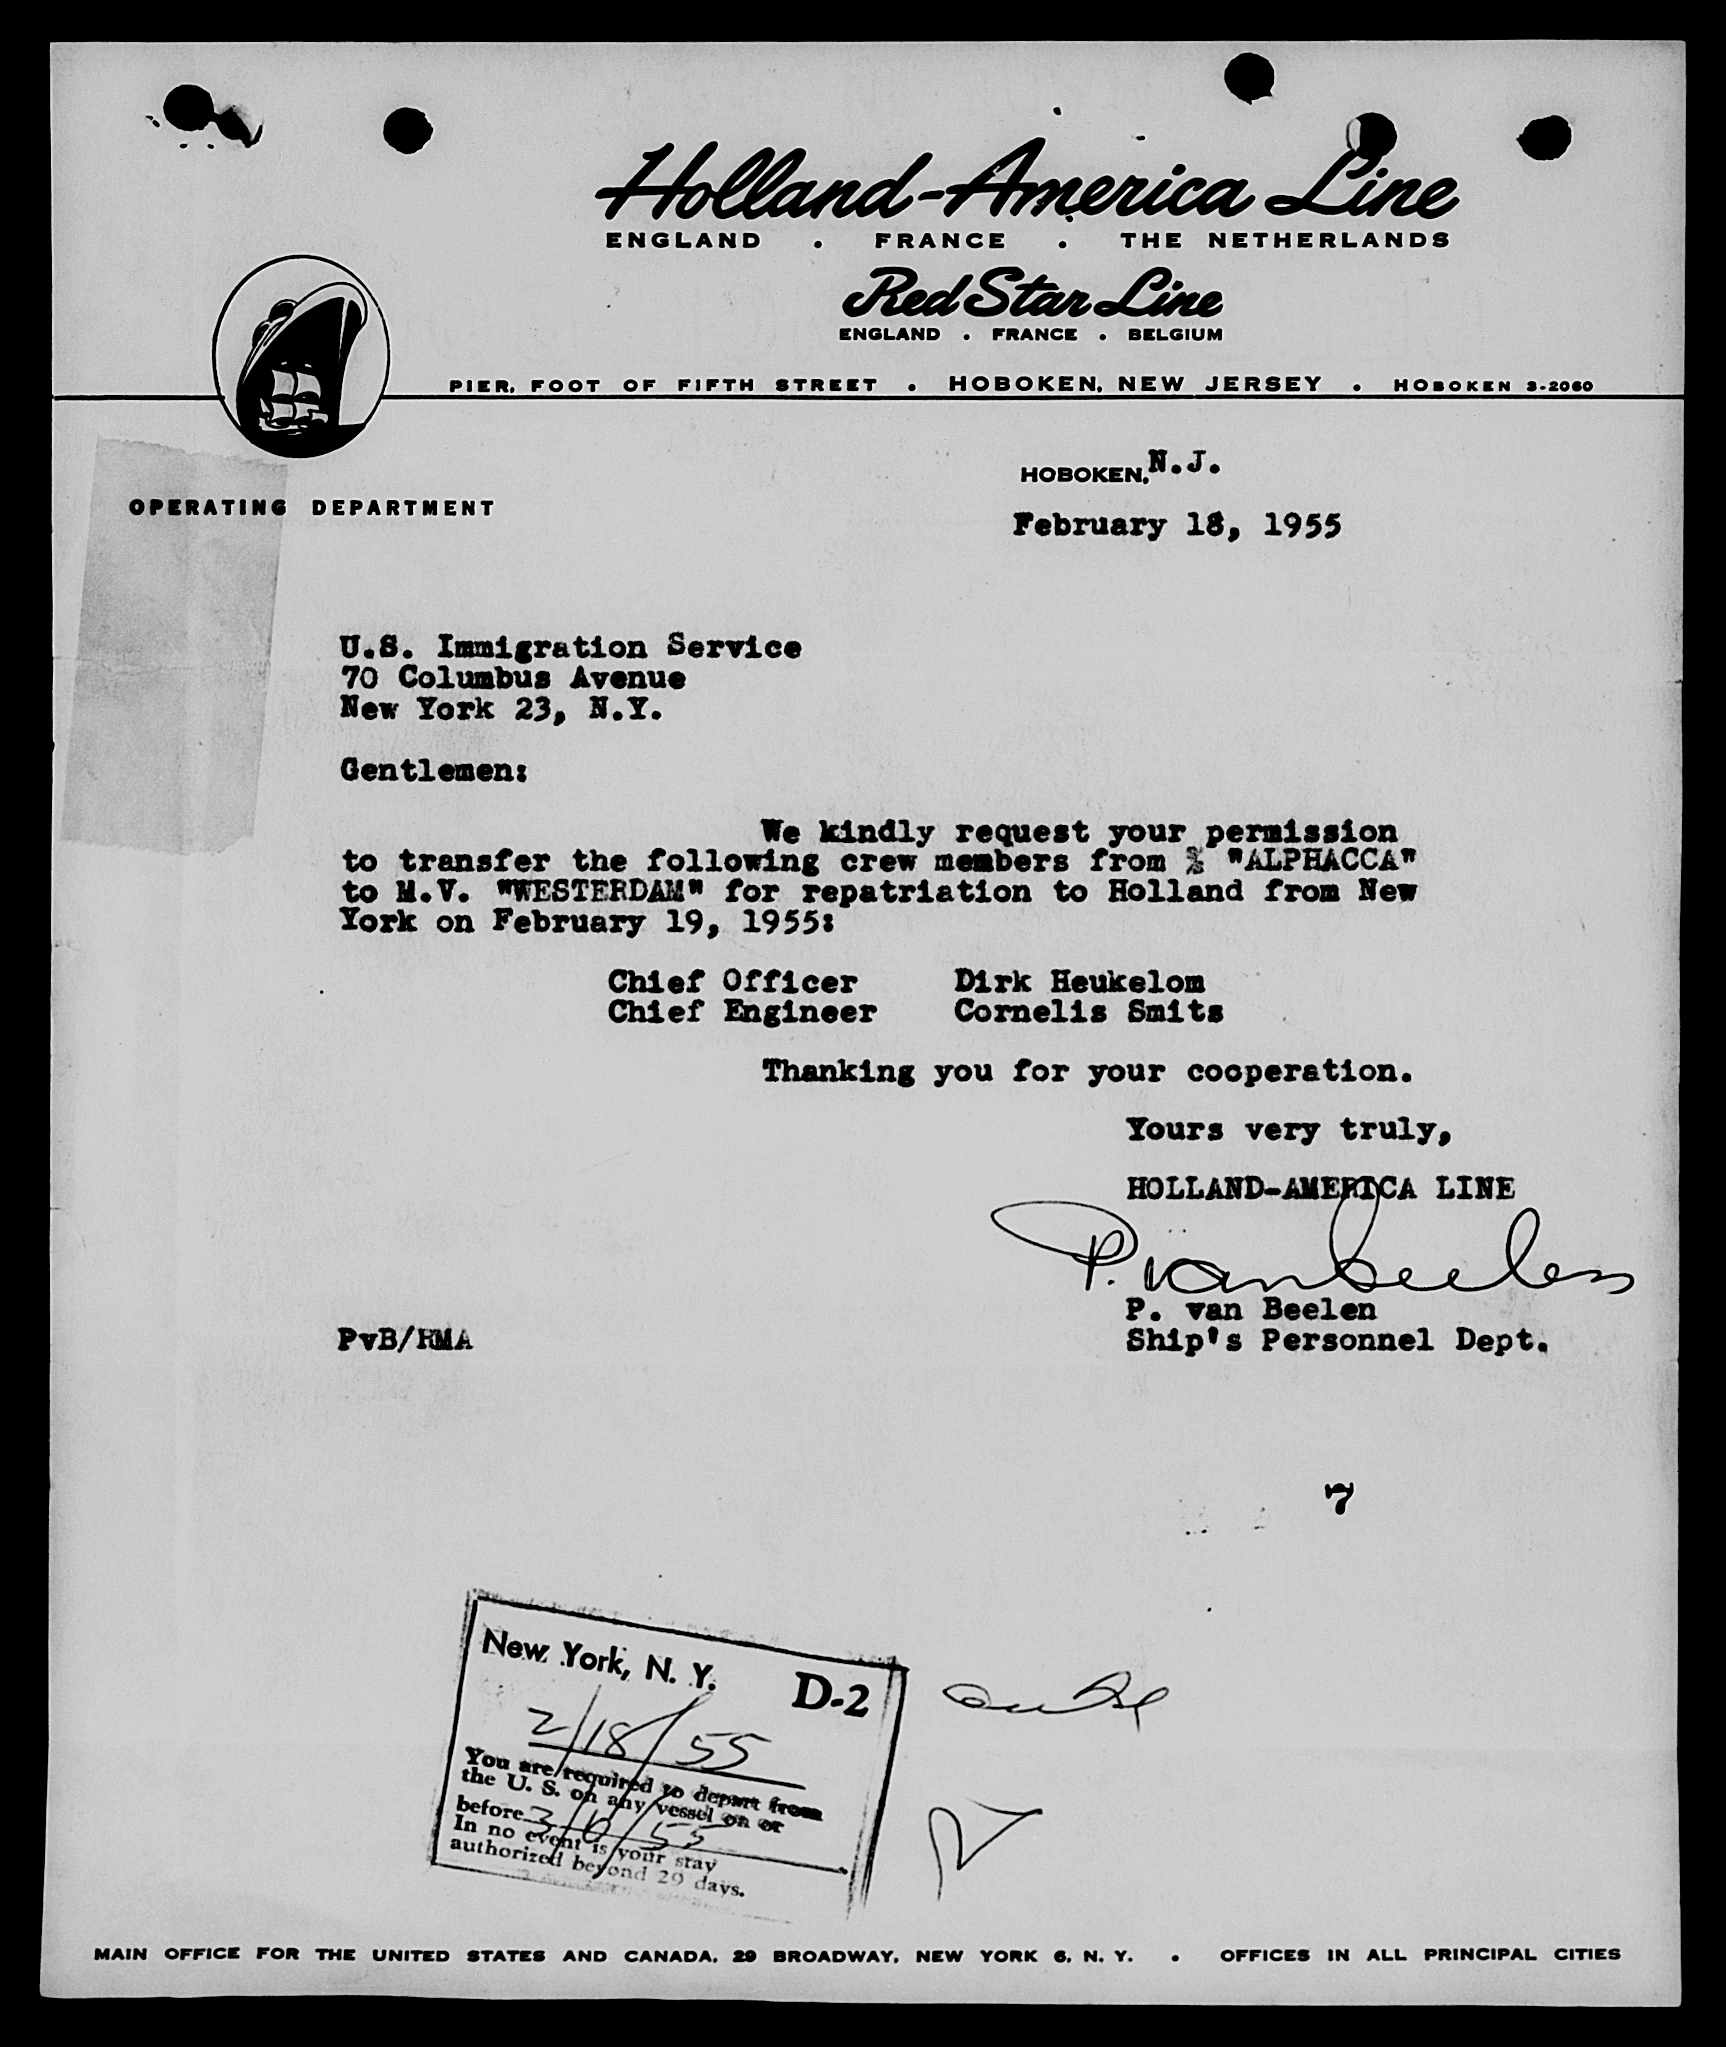 Holland-America Line
ENGLAND . FRANCE . THE NETHERLANDS
Red Star Line
ENGLAND . FRANCE . BELGIUM
PIER, FOOT OF FIFTH STREET . HOBOKEN, NEW JERSEY . HOBOKEN 3-2060
HOBOKEN, N.J.
OPERATING DEPARTMENT
February 18, 1955
U.S. Immigration Service
70 Columbus Avenue
New York 23, N.Y.
Gentlemen:
We kindly request your permission
to transfer the following crew members from "ALPHACCA"
to M.V. "WESTERDAM" for repatriation to Holland from New
York on February 19, 1955:
Chief Officer Dirk Heukelom
Chief Engineer Cornelis Smits
Thanking you for your cooperation.
Yours very truly,
HOLLAND-AMERICA LINE
P. van Beelen
P. van Beelen
PvB/RMA
Ship's Personnel Dept.
7
New York, N. Y.
D-2
2/18/55
You are required to depart from
the U. S. on any vessel on or
before
In no event is your stay
authorized beyond 29 days.
MAIN OFFICE FOR THE UNITED STATES AND CANADA, 29 BROADWAY, NEW YORK 6, N. Y. . OFFICES IN ALL PRINCIPAL CITIES